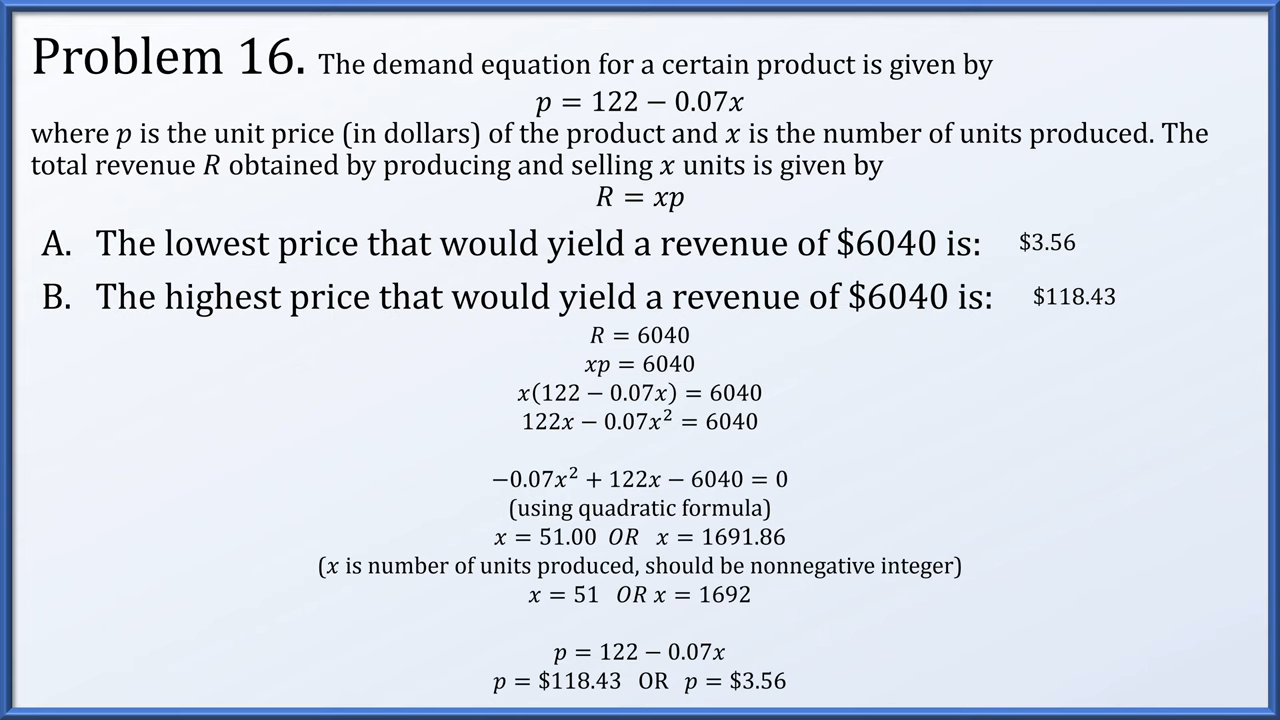 Problem 16. The demand equation for a certain product is given by
p = 122 − 0.07x
where p is the unit price (in dollars) of the product and x is the number of units produced. The
total revenue R obtained by producing and selling x units is given by
R = xp
A. The lowest price that would yield a revenue of $6040 is: $3.56
B. The highest price that would yield a revenue of $6040 is: $118.43
R = 6040
xp = 6040
x(122 − 0.07x) = 6040
122x − 0.07x² = 6040
−0.07x² + 122x − 6040 = 0
(using quadratic formula)
x = 51.00 OR x = 1691.86
(x is number of units produced, should be nonnegative integer)
x = 51 OR x = 1692
p = 122 − 0.07x
p = $118.43 OR p = $3.56